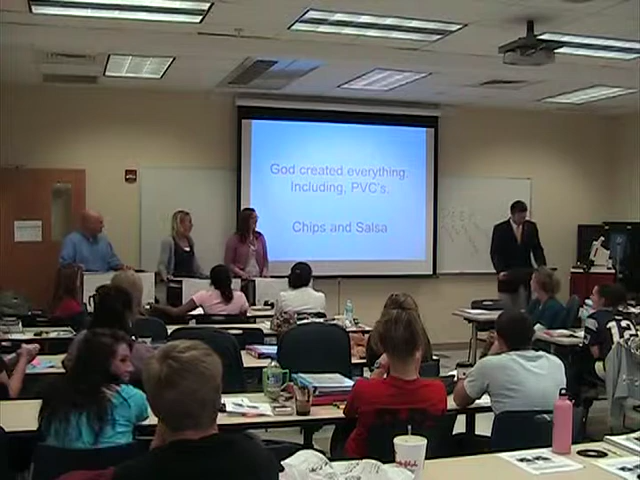 God created everything.
Including, PVC's.
Chips and Salsa